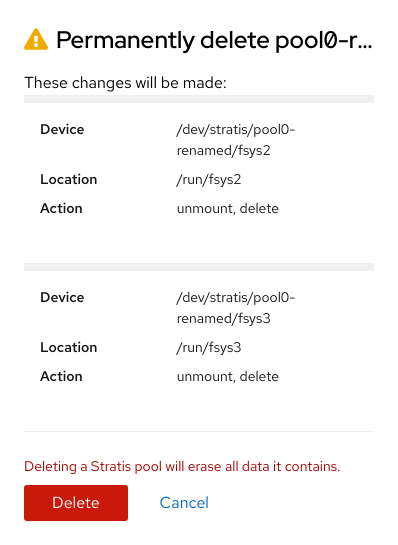 Permanently delete pool0-r...
These changes will be made:
Device /dev/stratis/pool0-
renamed/fsys2
Location /run/fsys2
Action unmount, delete
Device /dev/stratis/pool0-
renamed/fsys3
Location /run/fsys3
Action unmount, delete
Deleting a Stratis pool will erase all data it contains.
Delete Cancel